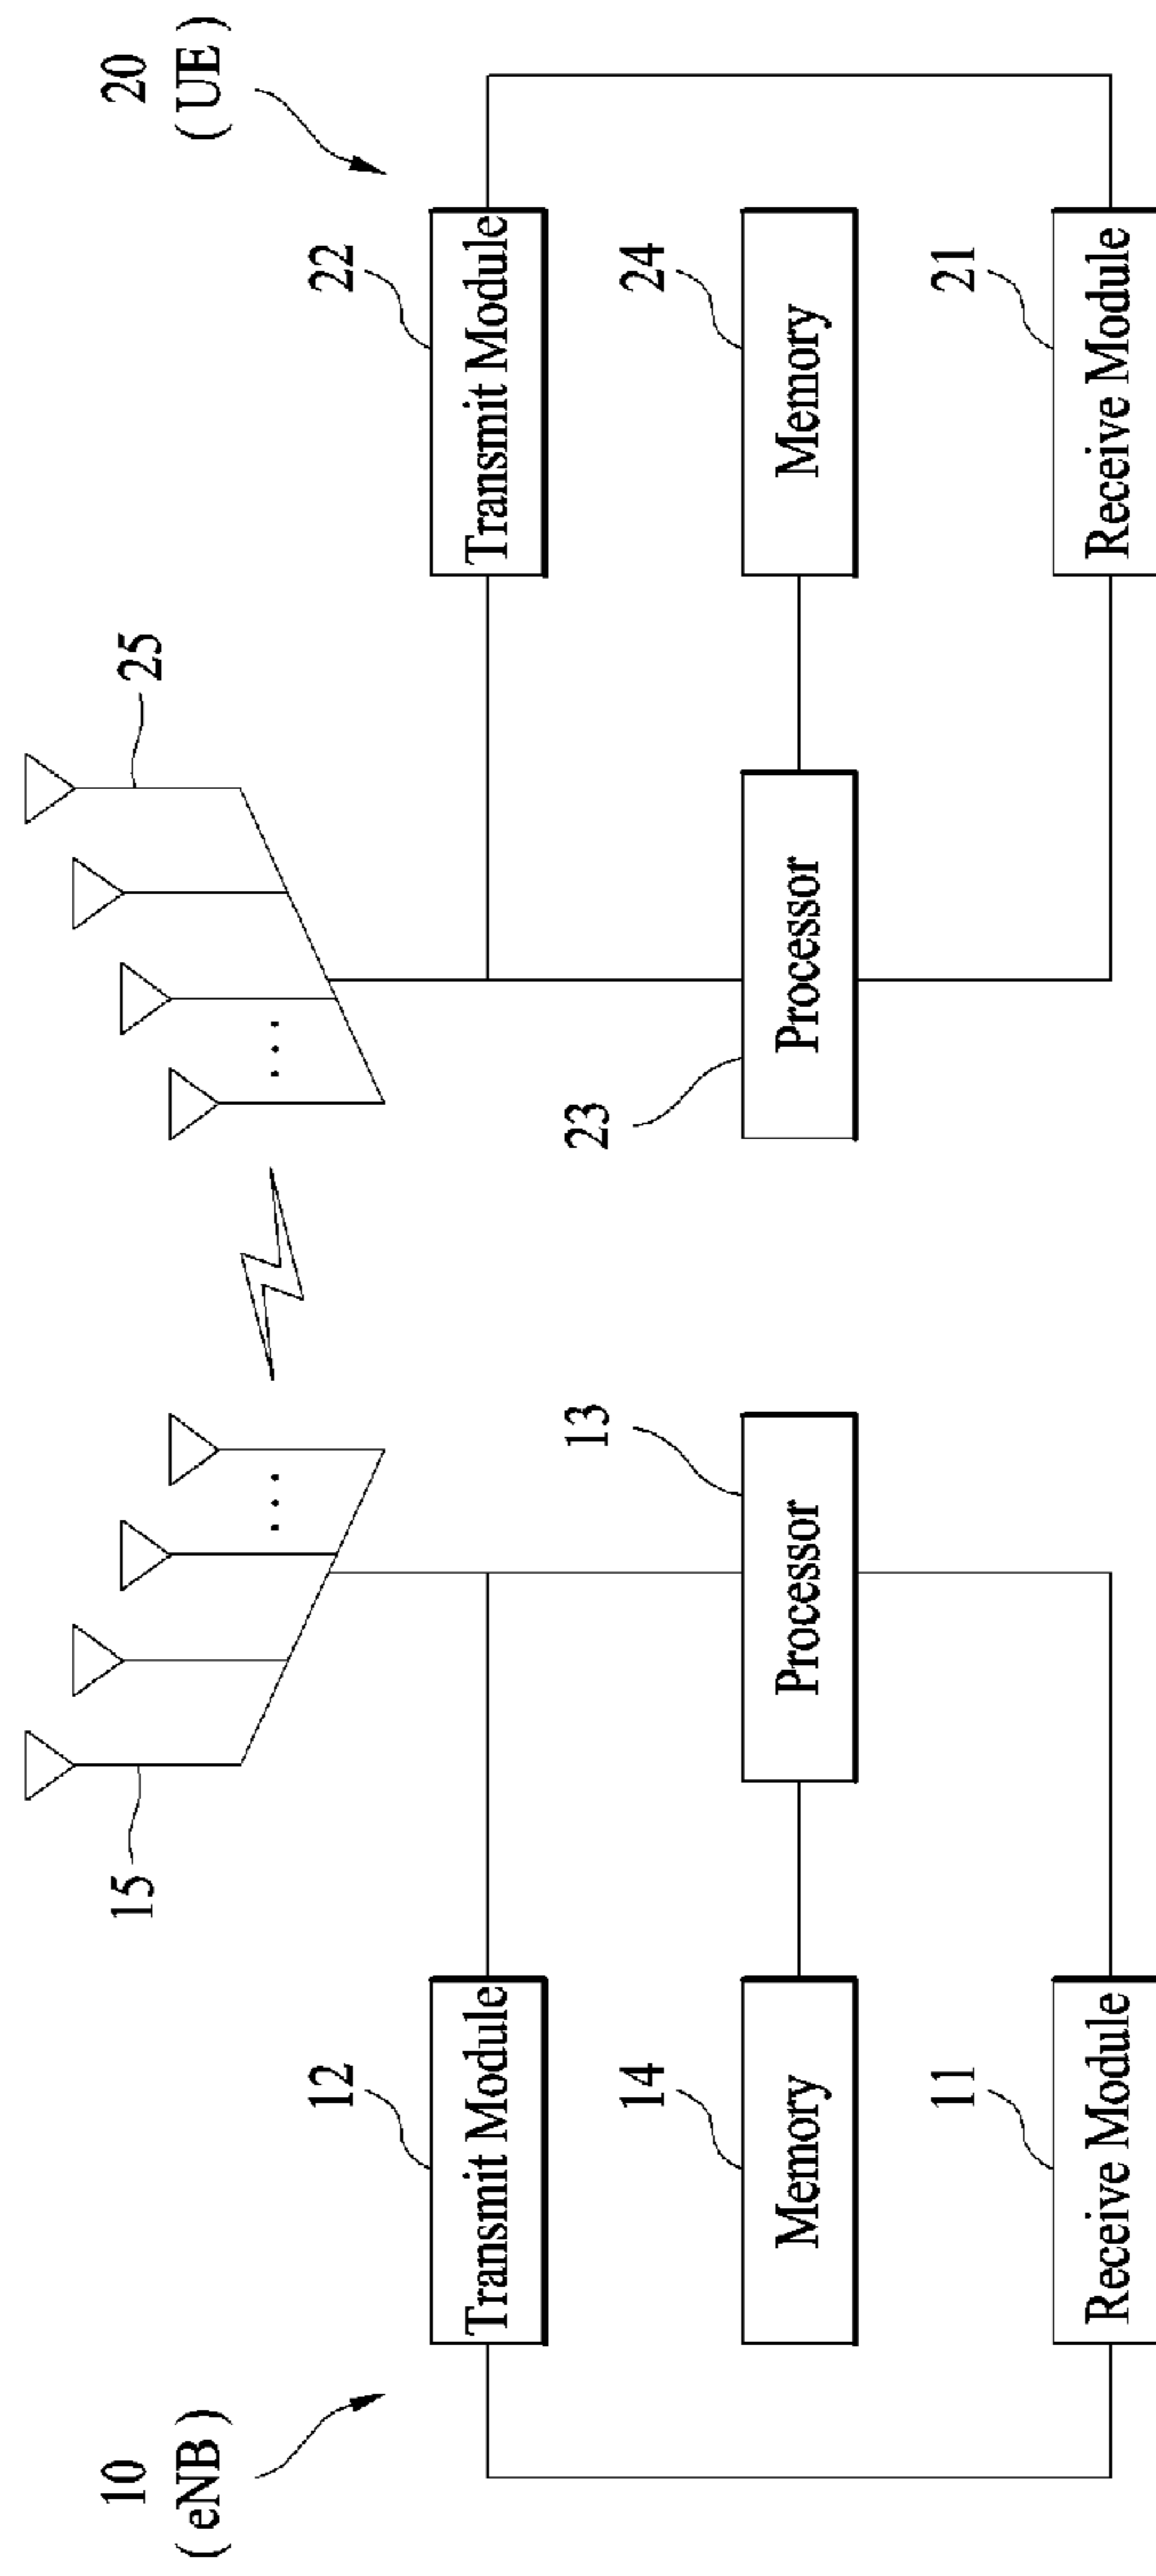 10
( eNB )
15
12
Transmit Module
14
Memory
13
Processor
11
Receive Module
20
( UE )
25
22
Transmit Module
23
Processor
24
Memory
21
Receive Module